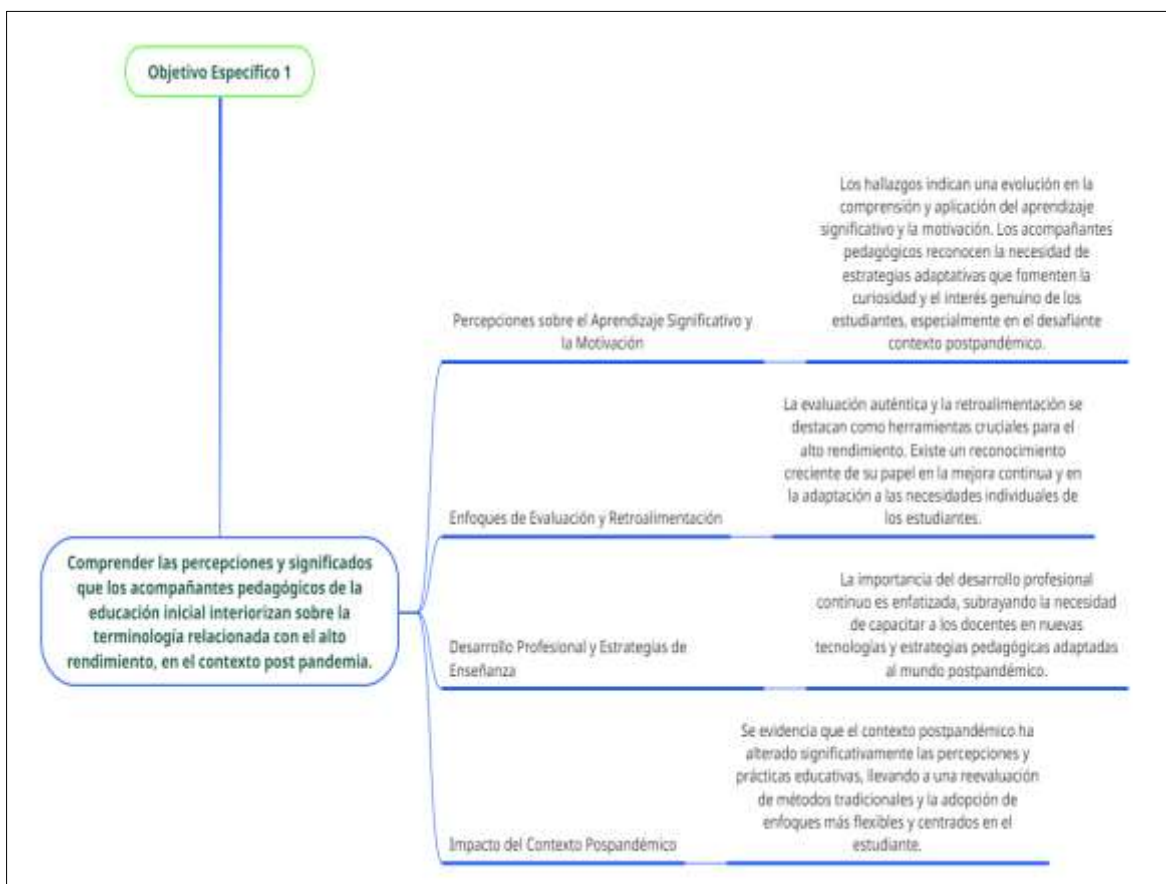 Objetivo Específico 1
Comprender las percepciones y significados
que los acompañantes pedagógicos de la
educación inicial interiorizan sobre la
terminología relacionada con el alto
rendimiento, en el contexto post pandemia.
Percepciones sobre el Aprendizaje Significativo y
la Motivación
Los hallazgos indican una evolución en la
comprensión y aplicación del aprendizaje
significativo y la motivación. Los acompañantes
pedagógicos reconocen la necesidad de
estrategias adaptativas que fomenten la
curiosidad y el interés genuino de los
estudiantes, especialmente en el desafiante
contexto postpandémico.
Enfoques de Evaluación y Retroalimentación
La evaluación auténtica y la retroalimentación se
destacan como herramientas cruciales para el
alto rendimiento. Existe un reconocimiento
creciente de su papel en la mejora continua y en
la adaptación a las necesidades individuales de
los estudiantes.
Desarrollo Profesional y Estrategias de
Enseñanza
La importancia del desarrollo profesional
continuo es enfatizada, subrayando la necesidad
de capacitar a los docentes en nuevas
tecnologías y estrategias pedagógicas adaptadas
al mundo postpandémico.
Impacto del Contexto Pospandémico
Se evidencia que el contexto postpandémico ha
alterado significativamente las percepciones y
prácticas educativas, llevando a una reevaluación
de métodos tradicionales y la adopción de
enfoques más flexibles y centrados en el
estudiante.